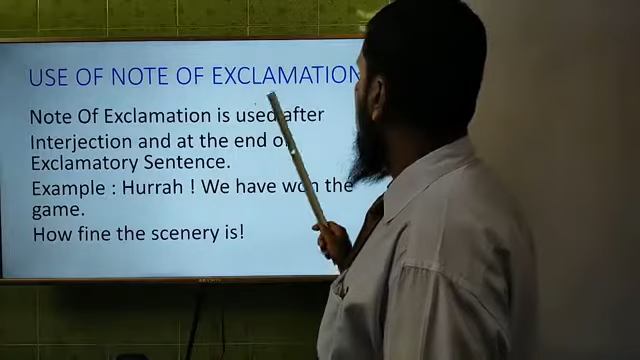 USE OF NOTE OF EXCLAMATION
Note Of Exclamation is used after
Interjection and at the end of
Exclamatory Sentence.
Example : Hurrah ! We have won the
game.
How fine the scenery is!